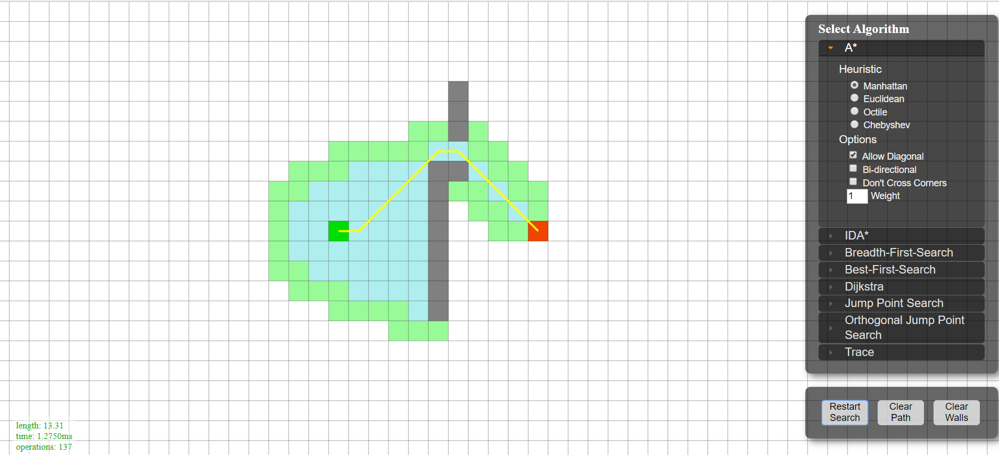 Select Algorithm
A*
Heuristic
Manhattan
Euclidean
Octile
Chebyshev
Options
Allow Diagonal
Bi-directional
Don't Cross Corners
1 Weight
IDA*
Breadth-First-Search
Best-First-Search
Dijkstra
Jump Point Search
Orthogonal Jump Point
Search
Trace
Restart
Search
Clear
Path
Clear
Walls
length: 13.31
time: 1.2750ms
operations: 137